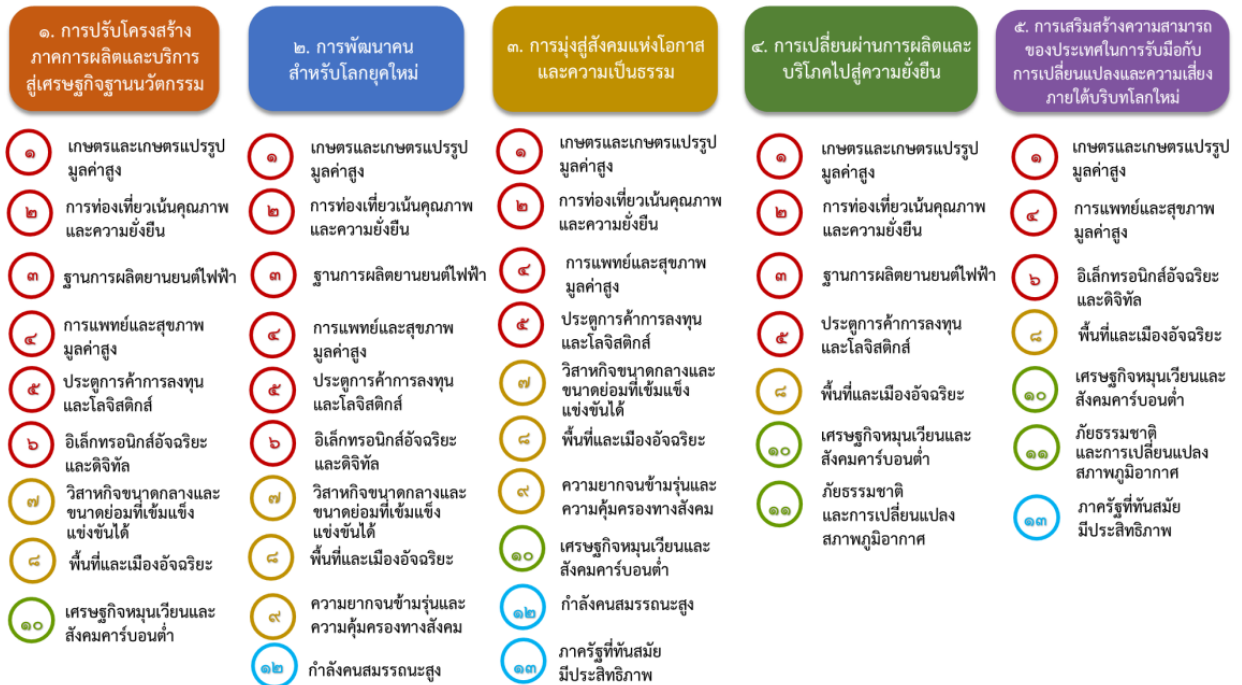 ๑. การปรับโครงสร้าง
ภาคการผลิตและบริการ
สู่เศรษฐกิจฐานนวัตกรรม
๑
เกษตรและเกษตรแปรรูป
มูลค่าสูง
๒
การท่องเที่ยวเน้นคุณภาพ
และความยั่งยืน
๓
ฐานการผลิตยานยนต์ไฟฟ้า
๔
การแพทย์และสุขภาพ
มูลค่าสูง
๕
ประตูการค้าการลงทุน
และโลจิสติกส์
๖
อิเล็กทรอนิกส์อัจฉริยะ
และดิจิทัล
๗
วิสาหกิจขนาดกลางและ
ขนาดย่อมที่เข้มแข็ง
แข่งขันได้
๘
พื้นที่และเมืองอัจฉริยะ
๑๐
เศรษฐกิจหมุนเวียนและ
สังคมคาร์บอนต่ำ
๒. การพัฒนาคน
สำหรับโลกยุคใหม่
๑
เกษตรและเกษตรแปรรูป
มูลค่าสูง
๒
การท่องเที่ยวเน้นคุณภาพ
และความยั่งยืน
๓
ฐานการผลิตยานยนต์ไฟฟ้า
๔
การแพทย์และสุขภาพ
มูลค่าสูง
๕
ประตูการค้าการลงทุน
และโลจิสติกส์
๖
อิเล็กทรอนิกส์อัจฉริยะ
และดิจิทัล
๗
วิสาหกิจขนาดกลางและ
ขนาดย่อมที่เข้มแข็ง
แข่งขันได้
๘
พื้นที่และเมืองอัจฉริยะ
๙
ความยากจนข้ามรุ่นและ
ความคุ้มครองทางสังคม
๑๒
กำลังคนสมรรถนะสูง
๓. การมุ่งสู่สังคมแห่งโอกาส
และความเป็นธรรม
๑
เกษตรและเกษตรแปรรูป
มูลค่าสูง
๒
การท่องเที่ยวเน้นคุณภาพ
และความยั่งยืน
๔
การแพทย์และสุขภาพ
มูลค่าสูง
๕
ประตูการค้าการลงทุน
และโลจิสติกส์
๗
วิสาหกิจขนาดกลางและ
ขนาดย่อมที่เข้มแข็ง
แข่งขันได้
๘
พื้นที่และเมืองอัจฉริยะ
๙
ความยากจนข้ามรุ่นและ
ความคุ้มครองทางสังคม
๑๐
เศรษฐกิจหมุนเวียนและ
สังคมคาร์บอนต่ำ
๑๒
กำลังคนสมรรถนะสูง
๑๓
ภาครัฐที่ทันสมัย
มีประสิทธิภาพ
๔. การเปลี่ยนผ่านการผลิตและ
บริโภคไปสู่ความยั่งยืน
๑
เกษตรและเกษตรแปรรูป
มูลค่าสูง
๒
การท่องเที่ยวเน้นคุณภาพ
และความยั่งยืน
๓
ฐานการผลิตยานยนต์ไฟฟ้า
๕
ประตูการค้าการลงทุน
และโลจิสติกส์
๘
พื้นที่และเมืองอัจฉริยะ
๑๐
เศรษฐกิจหมุนเวียนและ
สังคมคาร์บอนต่ำ
๑๑
ภัยธรรมชาติ
และการเปลี่ยนแปลง
สภาพภูมิอากาศ
๕. การเสริมสร้างความสามารถ
ของประเทศในการรับมือกับ
การเปลี่ยนแปลงและความเสี่ยง
ภายใต้บริบทโลกใหม่
๑
เกษตรและเกษตรแปรรูป
มูลค่าสูง
๔
การแพทย์และสุขภาพ
มูลค่าสูง
๖
อิเล็กทรอนิกส์อัจฉริยะ
และดิจิทัล
๘
พื้นที่และเมืองอัจฉริยะ
๑๐
เศรษฐกิจหมุนเวียนและ
สังคมคาร์บอนต่ำ
๑๑
ภัยธรรมชาติ
และการเปลี่ยนแปลง
สภาพภูมิอากาศ
๑๓
ภาครัฐที่ทันสมัย
มีประสิทธิภาพ